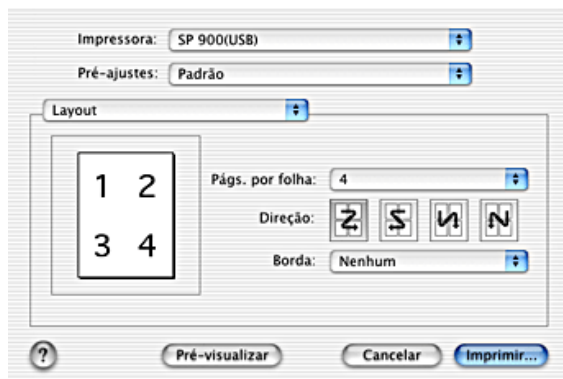 Impressora: SP 900(USB)
Pré-ajustes: Padrão
Layout
1 2
3 4
Págs. por folha: 4
Direção:
Borda: Nenhum
? Pré-visualizar Cancelar Imprimir...